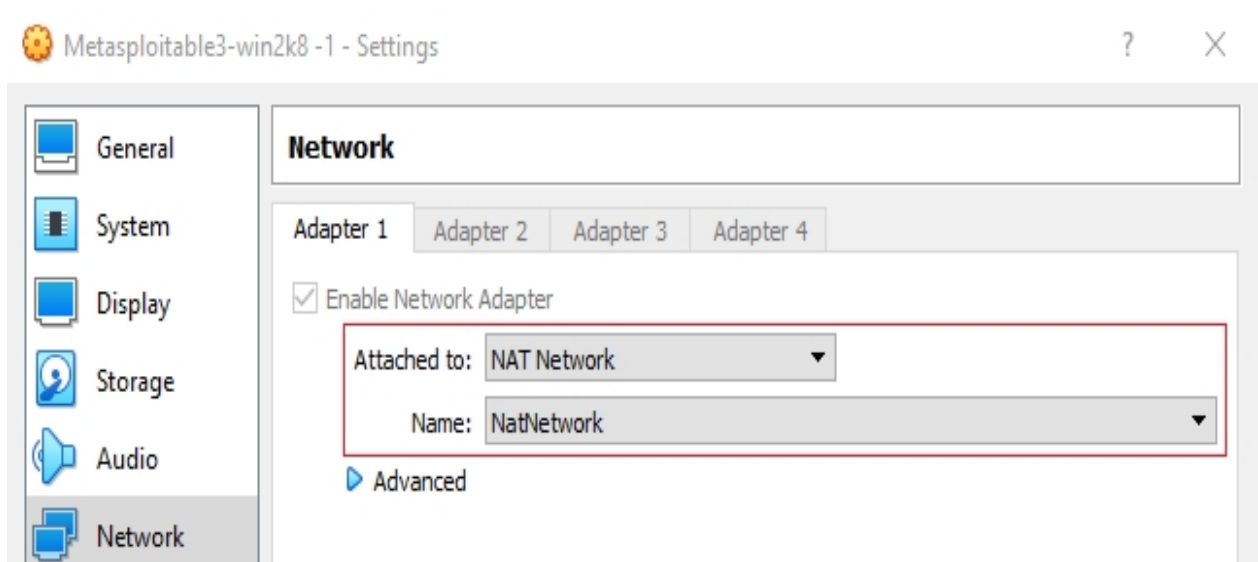 Metasploitable3-win2k8 -1 - Settings ?
General
System
Display
Storage
Audio
Network
Network
Adapter 1 Adapter 2 Adapter 3 Adapter 4
Enable Network Adapter
Attached to: NAT Network
Name: NatNetwork
Advanced